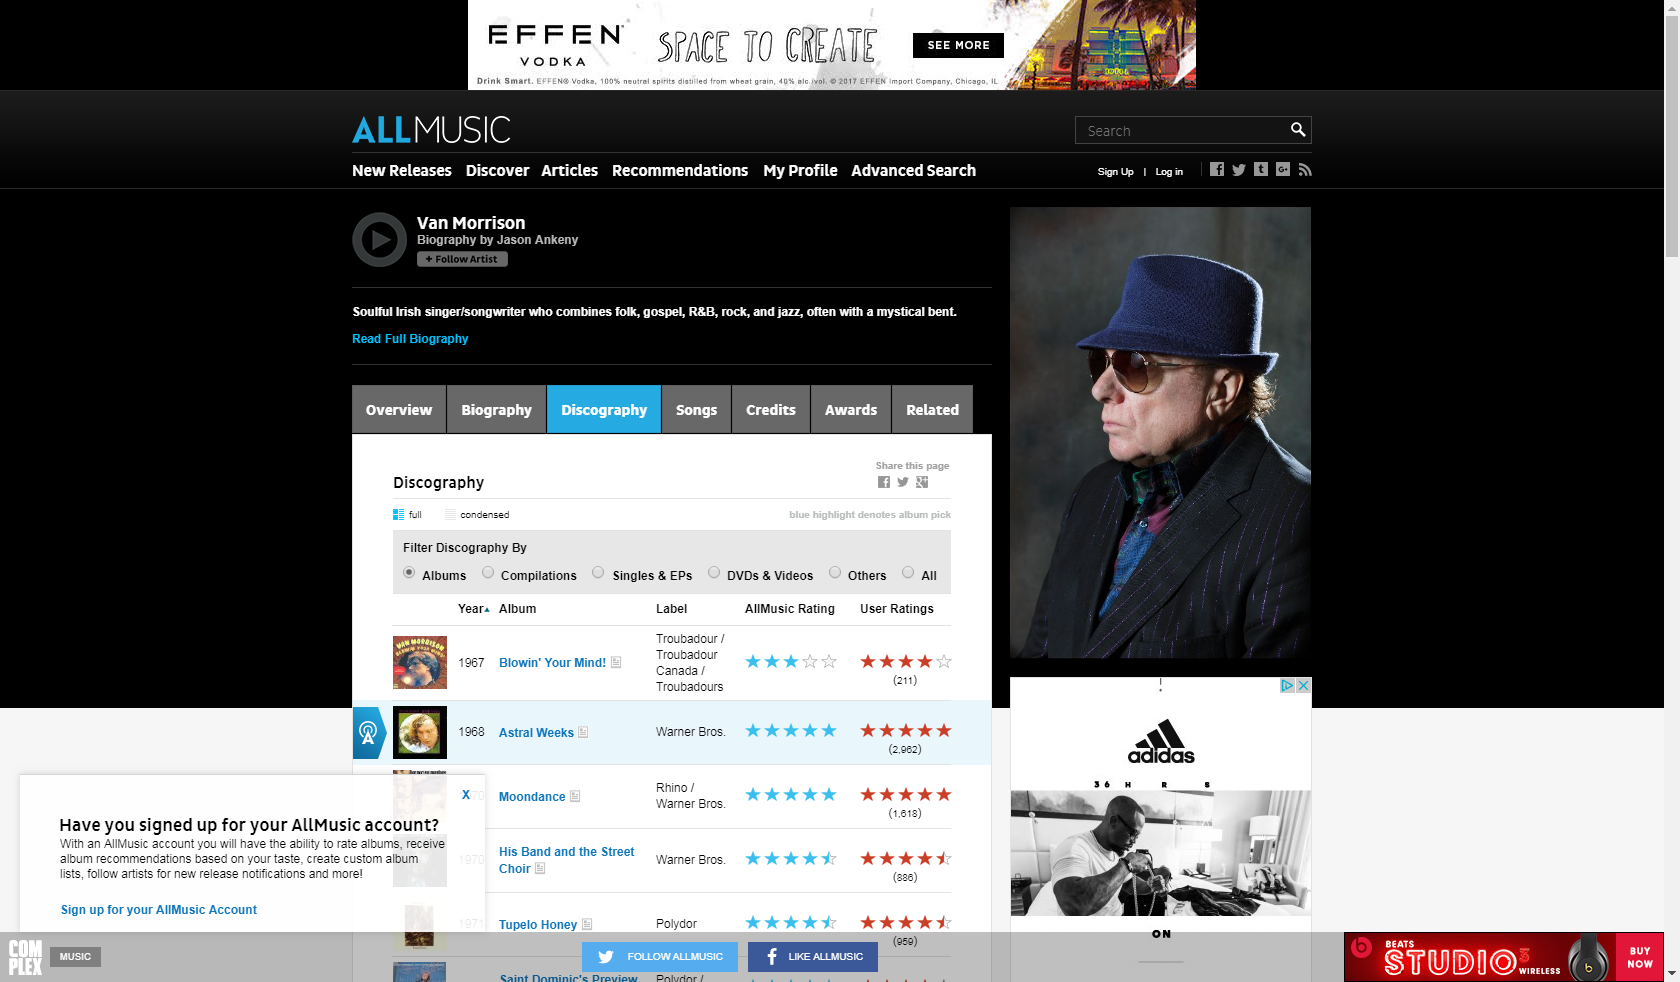 EFFEN
VODKA
SPACE TO CREATE
SEE MORE
Drink Smart. EFFEN® Vodka, 100% neutral spirits distilled from wheat grain, 40% alc./vol. © 2017 EFFEN Import Company, Chicago, IL
ALLMUSIC
Search
New Releases Discover Articles Recommendations My Profile Advanced Search
Sign Up | Log in
Van Morrison
Biography by Jason Ankeny
+ Follow Artist
Soulful Irish singer/songwriter who combines folk, gospel, R&B, rock, and jazz, often with a mystical bent.
Read Full Biography
Overview Biography Discography Songs Credits Awards Related
Share this page
Discography
full condensed blue highlight denotes album pick
Filter Discography By
Albums Compilations Singles & EPs DVDs & Videos Others All
Year Album Label AllMusic Rating User Ratings
VAN MORRISON
BLOWIN' YOUR MIND!
1967 Blowin' Your Mind! Troubadour /
Troubadour
Canada /
Troubadours
(211)
1968 Astral Weeks Warner Bros.
(2,962)
1970 Moondance Rhino /
Warner Bros.
(1,618)
1970 His Band and the Street
Choir Warner Bros.
(886)
1971 Tupelo Honey Polydor
(959)
Saint Dominic's Preview Polydor /
X
Have you signed up for your AllMusic account?
With an AllMusic account you will have the ability to rate albums, receive
album recommendations based on your taste, create custom album
lists, follow artists for new release notifications and more!
Sign up for your AllMusic Account
adidas
36 HRS
ON
COM
PLEX
MUSIC
FOLLOW ALLMUSIC
LIKE ALLMUSIC
BEATS
STUDIO3
WIRELESS
BUY
NOW